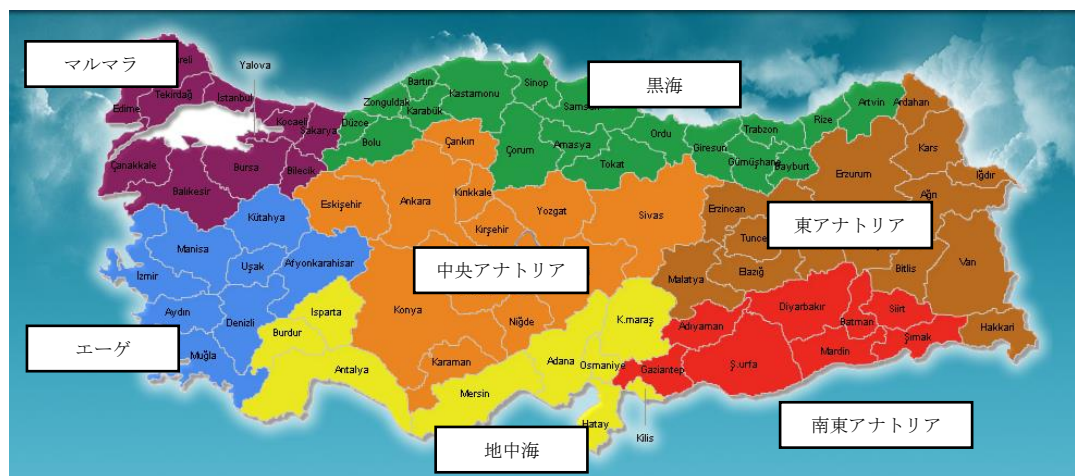 マルマラ
Yalova
Tekirdağ
İstanbul
Edirne
Kocaeli
Sakarya
Çanakkale
Bursa
Bilecik
Balıkesir
黒海
Bartın
Zonguldak
Karabük
Kastamonu
Sinop
Samsun
Düzce
Bolu
Çorum
Amasya
Tokat
Ordu
Giresun
Trabzon
Gümüşhane
Bayburt
Rize
Artvin
Ardahan
Kars
Iğdır
Erzurum
Ağrı
Erzincan
東アナトリア
Elazığ
Malatya
Bitlis
Van
Hakkari
Çankırı
Kırıkkale
Ankara
Eskişehir
Kırşehir
Yozgat
Sivas
中央アナトリア
Konya
Niğde
Karaman
Kütahya
Manisa
Uşak
Afyonkarahisar
İzmir
Aydın
Denizli
Muğla
エーゲ
Isparta
Burdur
Antalya
Mersin
Adana
Osmaniye
K.maraş
Hatay
地中海
Kilis
Gaziantep
Adıyaman
Ş.urfa
Diyarbakır
Mardin
Batman
Siirt
Şırnak
南東アナトリア